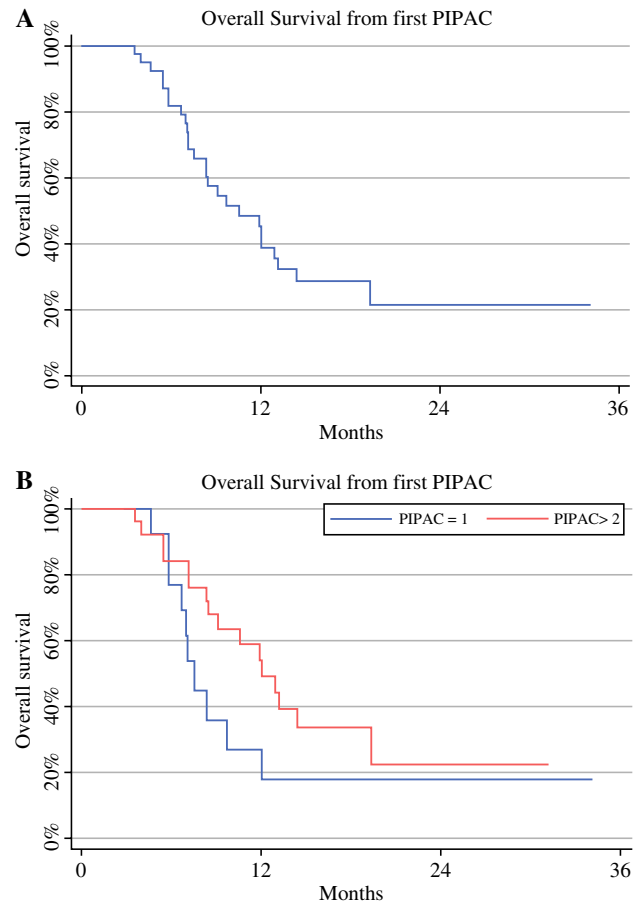 A
Overall Survival from first PIPAC
100%
80%
60%
40%
20%
0%
Overall survival
0 12 24 36
Months
B
Overall Survival from first PIPAC
PIPAC = 1 PIPAC> 2
100%
80%
60%
40%
20%
0%
Overall survival
0 12 24 36
Months